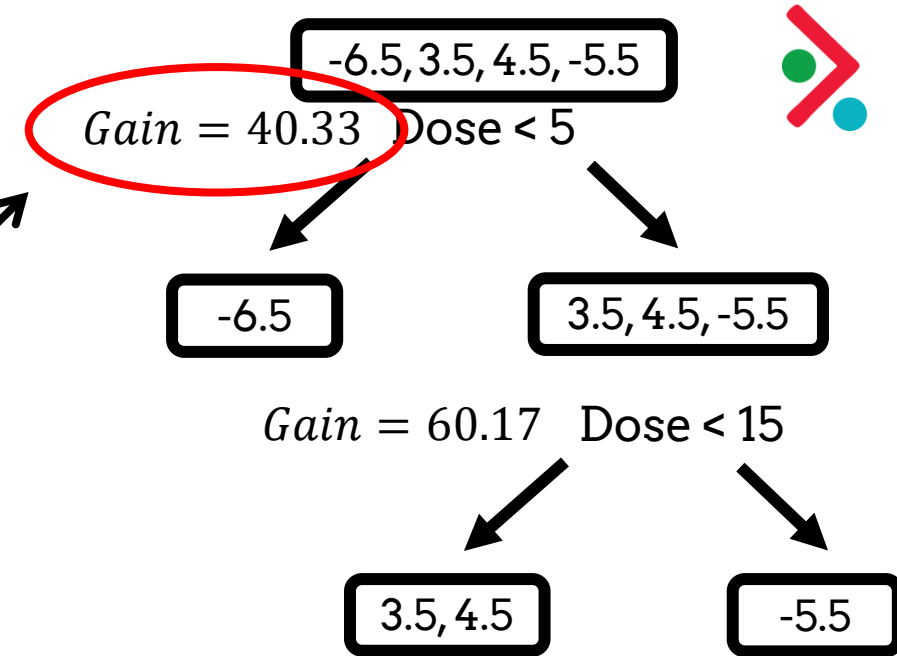 -6.5, 3.5, 4.5, -5.5
Gain = 40.33 Dose < 5
-6.5
3.5, 4.5, -5.5
Gain = 60.17 Dose < 15
3.5, 4.5
-5.5